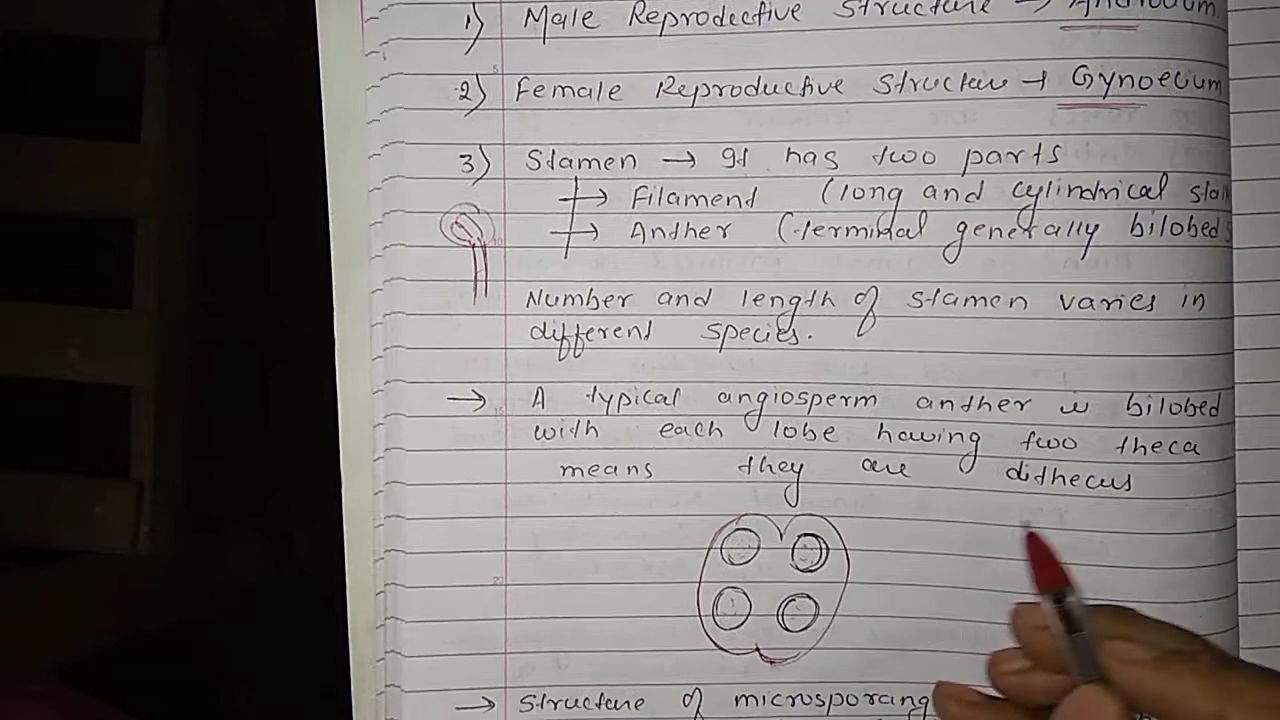 1) Male Reproductive Structure →
2) Female Reproductive Structure → Gynoecium
3) Stamen → It has two parts
→ Filament (long and cylindrical
→ Anther (terminal generally bilobed
Number and length of stamen varies in
different species.
→ A typical angiosperm anther is bilobed
with each lobe having two theca
means they are dithecus
→ Structure of microsporang